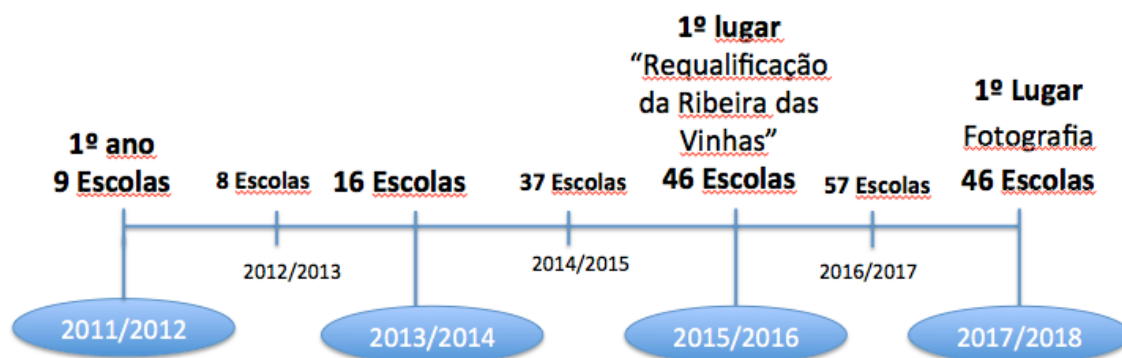 1º lugar
“Requalificação
da Ribeira das
Vinhas”
1º Lugar
Fotografia
1º ano
9 Escolas
8 Escolas
16 Escolas
37 Escolas
46 Escolas
57 Escolas
46 Escolas
2012/2013
2014/2015
2016/2017
2011/2012
2013/2014
2015/2016
2017/2018